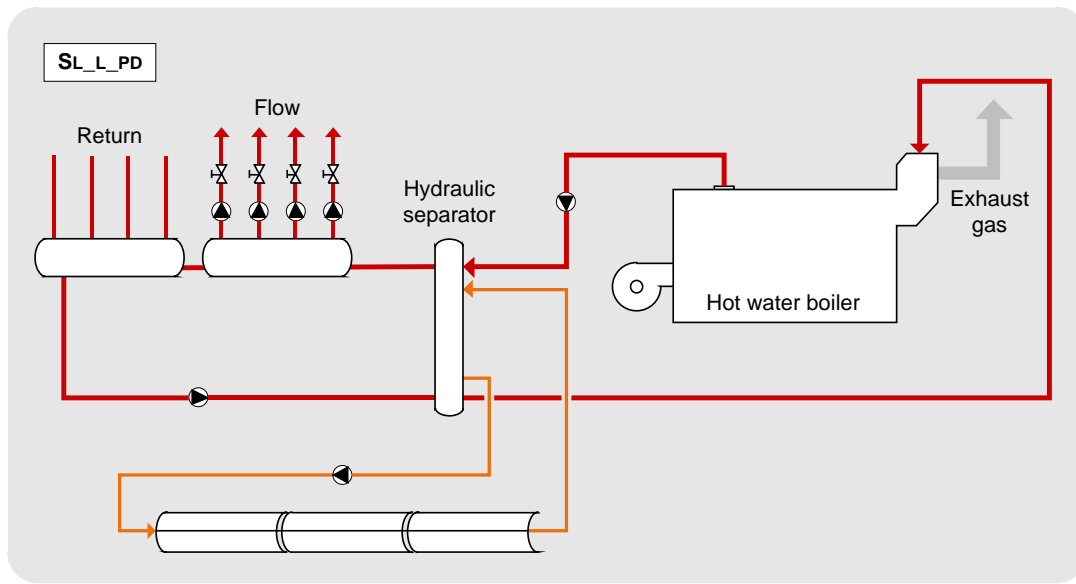 SL_L_PD
Flow
Return
Hydraulic
separator
Exhaust
gas
Hot water boiler